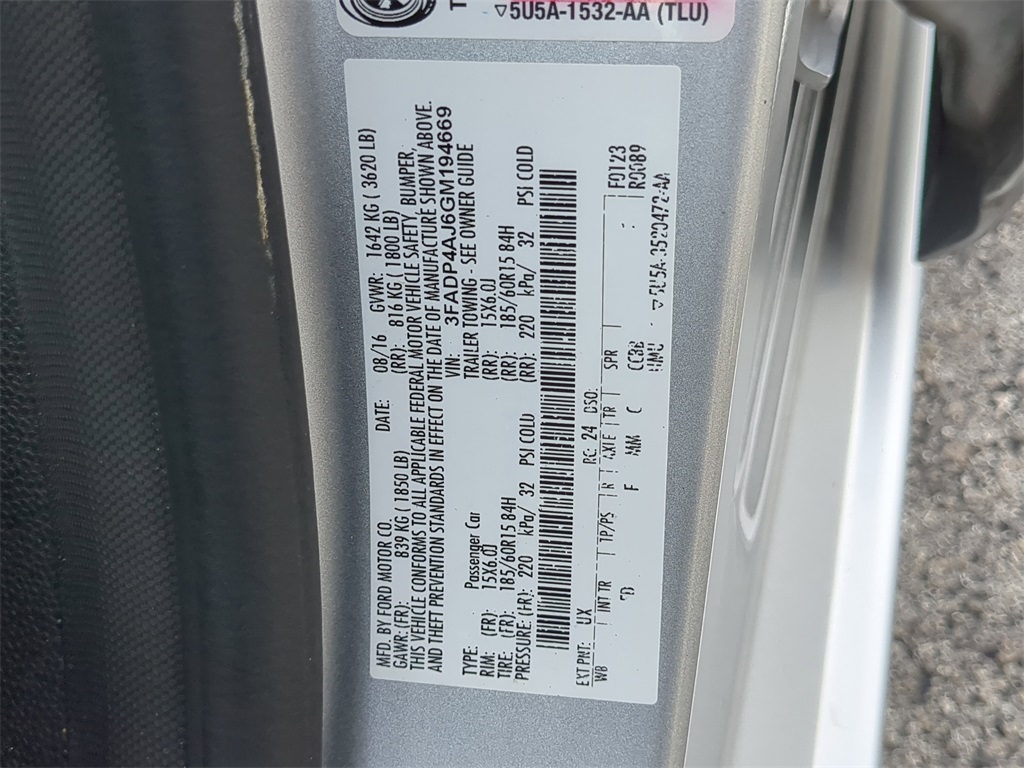 ▽5U5A-1532-AA (TLU)
MFD. BY FORD MOTOR CO. DATE: 08/16 GVWR: 1642 KG ( 3620 LB)
GAWR: (FR): 839 KG ( 1850 LB) (RR): 816 KG ( 1800 LB)
THIS VEHICLE CONFORMS TO ALL APPLICABLE FEDERAL MOTOR VEHICLE SAFETY, BUMPER,
AND THEFT PREVENTION STANDARDS IN EFFECT ON THE DATE OF MANUFACTURE SHOWN ABOVE.
VIN: 3FADP4AJ6GM194669
TYPE: Passenger Car TRAILER TOWING - SEE OWNER GUIDE
RIM: (FR): 15X6.0J (RR): 15X6.0J
TIRE: (FR): 185/60R15 84H (RR): 185/60R15 84H
PRESSURE: (FR): 220 kPa/ 32 PSI COLD (RR): 220 kPa/ 32 PSI COLD
EXT PNT: UX RC: 24 DSO: F0123
WB INT TR TP/PS R AXLE TR SPR R0089
F MM C
▽5U5A-3520472-AA